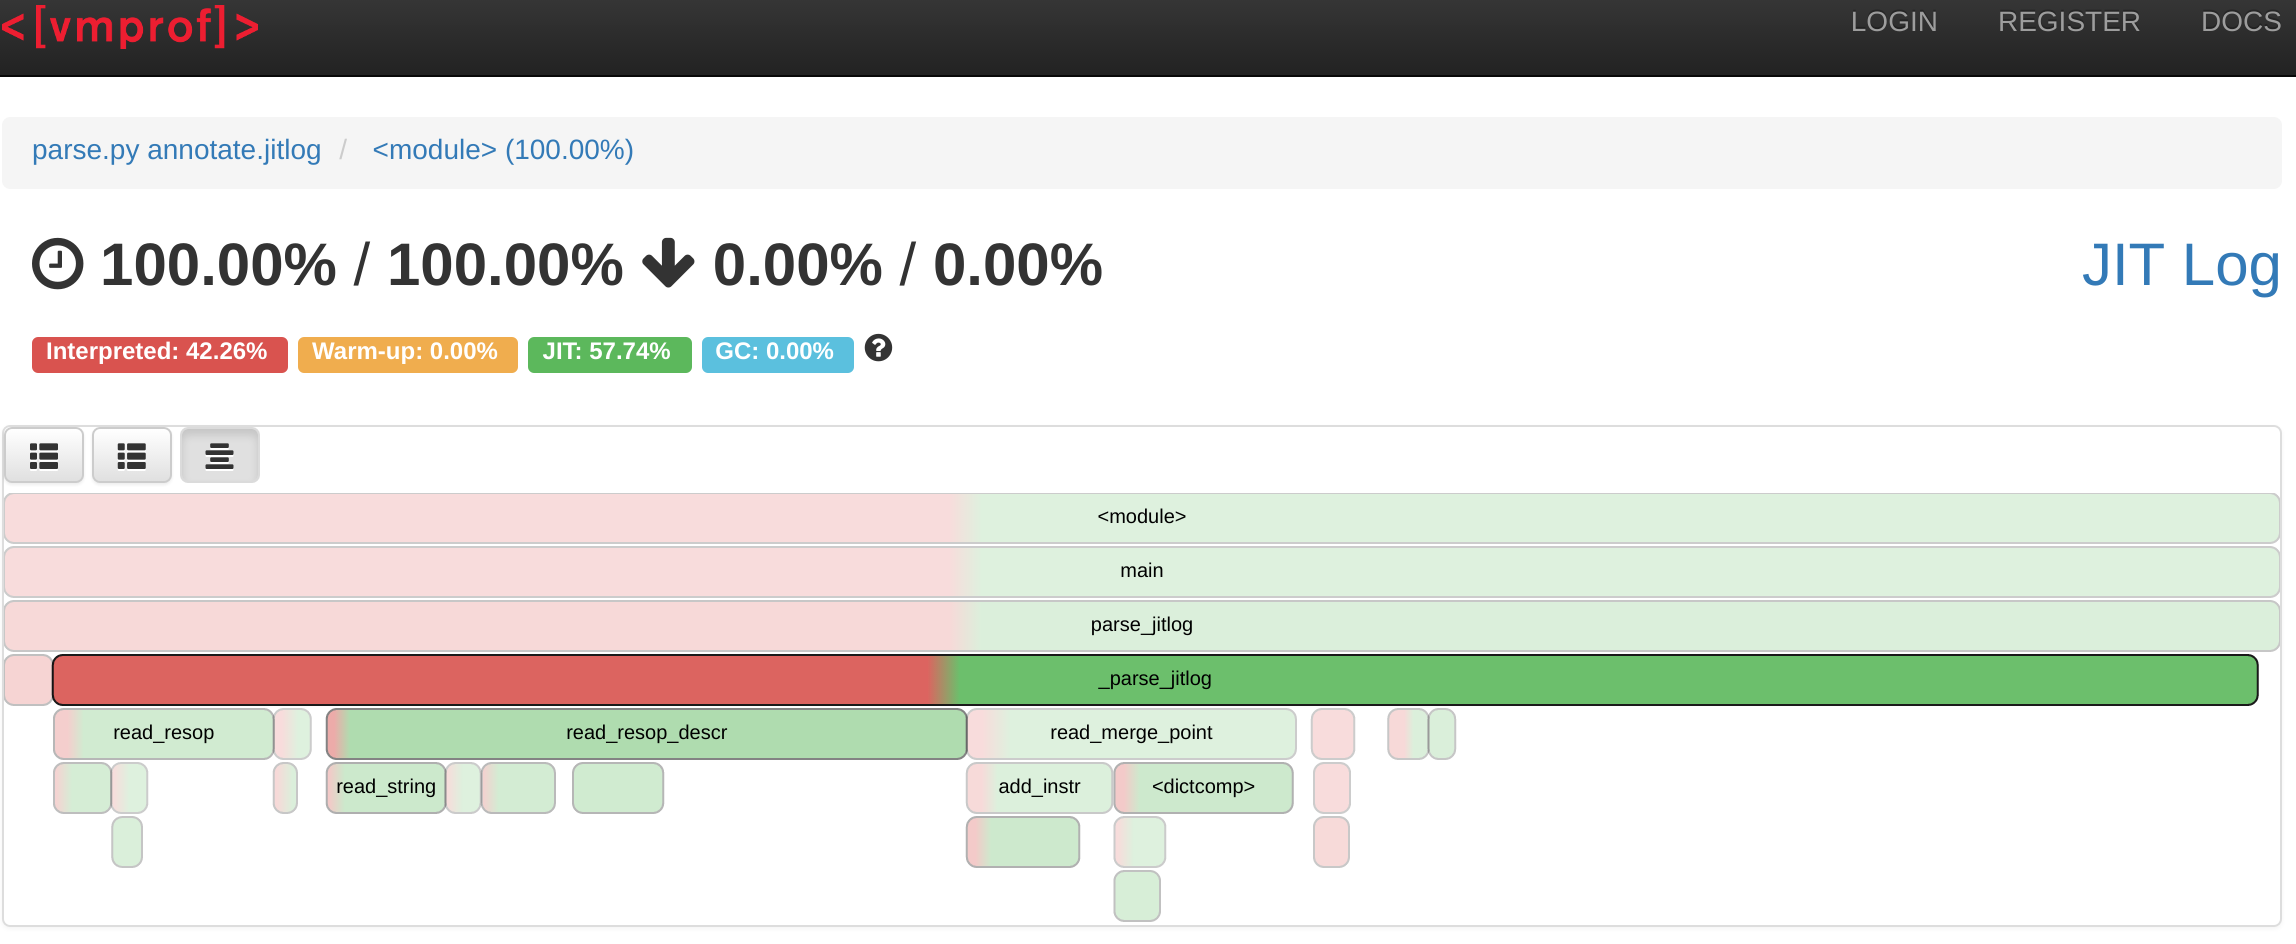 <[vmprof]>
LOGIN REGISTER DOCS
parse.py annotate.jitlog / <module> (100.00%)
100.00% / 100.00% 0.00% / 0.00%
JIT Log
Interpreted: 42.26% Warm-up: 0.00% JIT: 57.74% GC: 0.00% ?
<module>
main
parse_jitlog
_parse_jitlog
read_resop read_resop_descr read_merge_point
read_string add_instr <dictcomp>